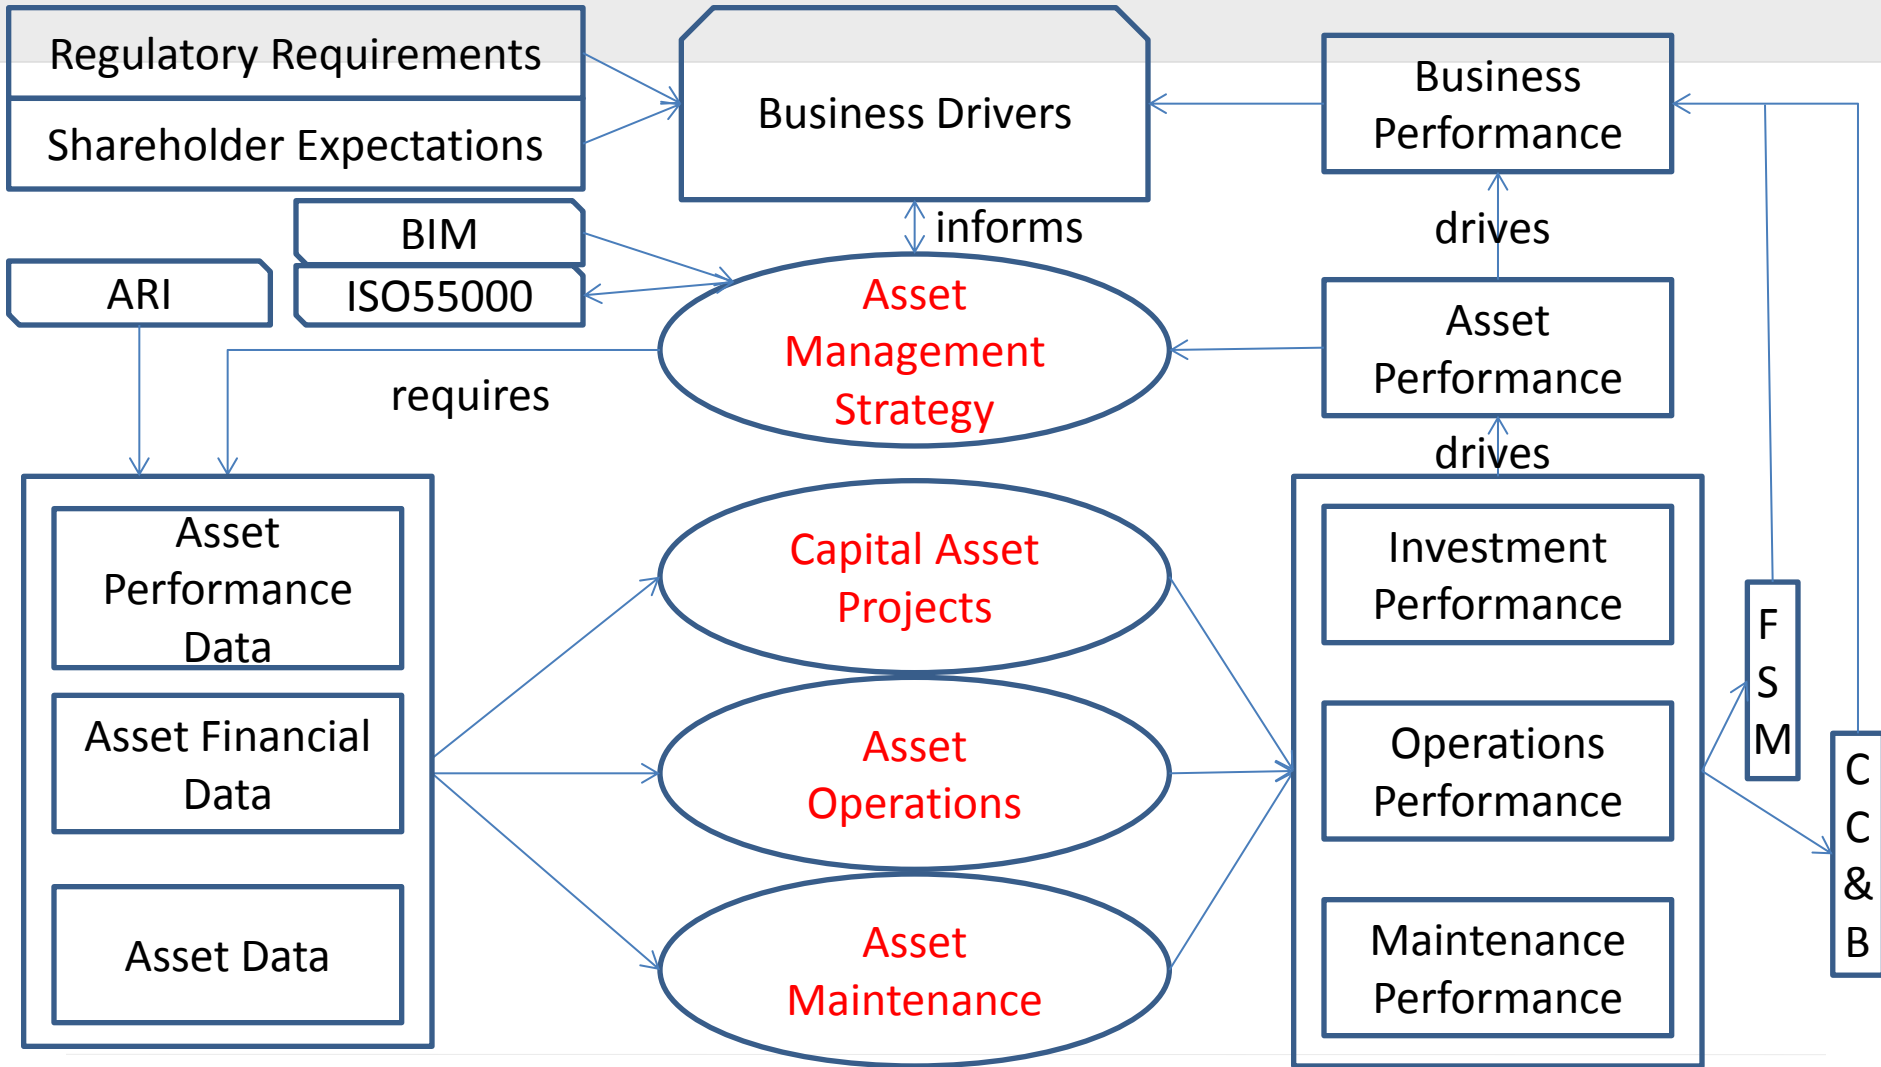 Regulatory Requirements
Shareholder Expectations
Business Drivers
Business
Performance
BIM
ISO55000
ARI
informs
drives
Asset
Management
Strategy
Asset
Performance
requires
drives
Asset
Performance
Data
Asset Financial
Data
Asset Data
Capital Asset
Projects
Asset
Operations
Asset
Maintenance
Investment
Performance
Operations
Performance
Maintenance
Performance
F
S
M
C
C
&
B